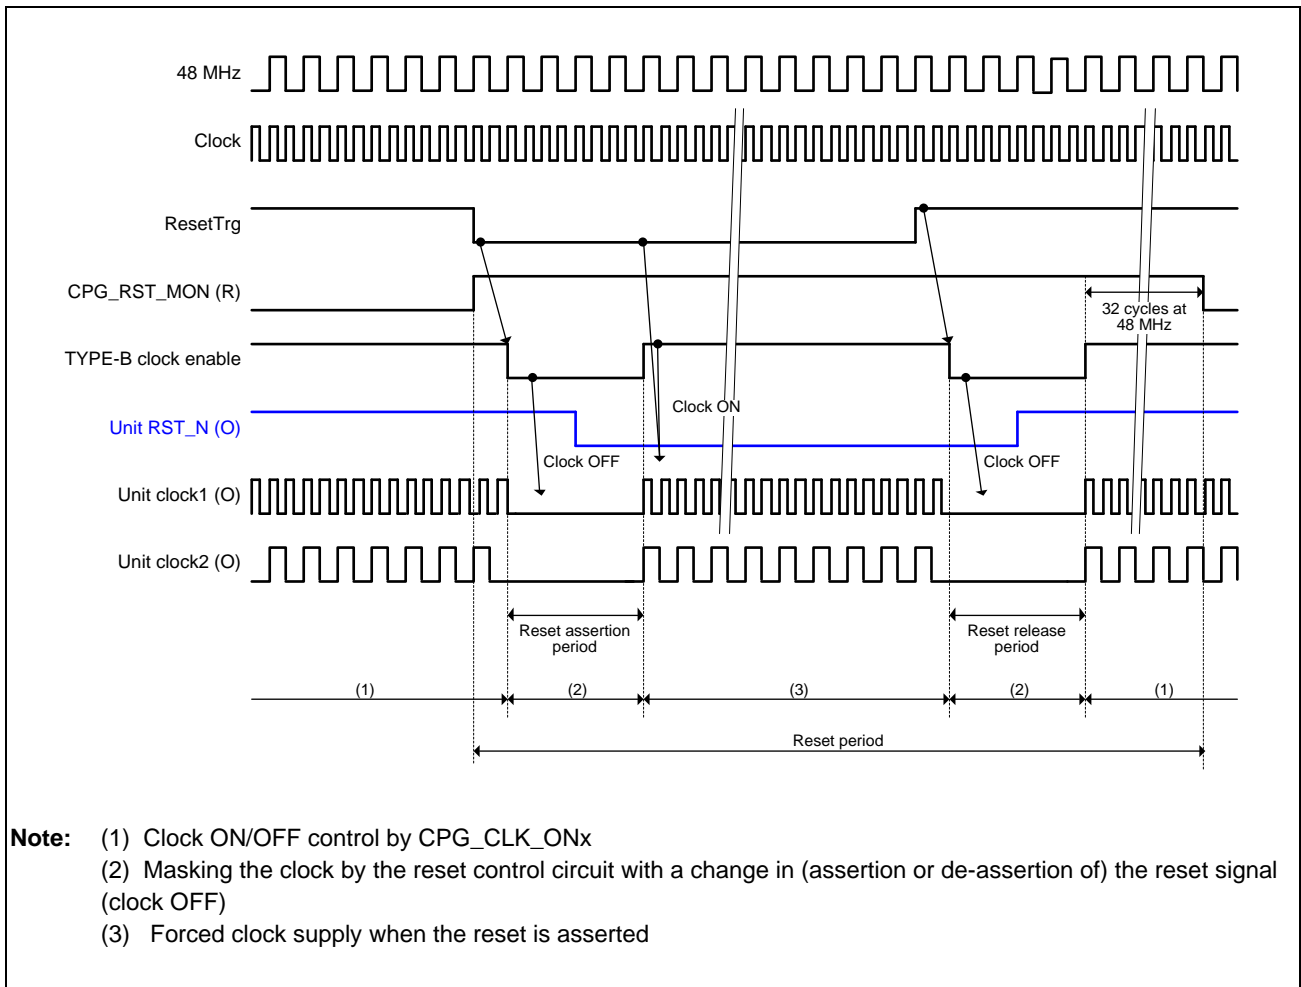 48 MHz
Clock
ResetTrg
CPG_RST_MON (R)
32 cycles at
48 MHz
TYPE-B clock enable
Clock ON
Unit RST_N (O)
Clock OFF
Clock OFF
Unit clock1 (O)
Unit clock2 (O)
Reset assertion
period
Reset release
period
(1)
(2)
(3)
(2)
(1)
Reset period
Note: (1) Clock ON/OFF control by CPG_CLK_ONx
(2) Masking the clock by the reset control circuit with a change in (assertion or de-assertion of) the reset signal
(clock OFF)
(3) Forced clock supply when the reset is asserted